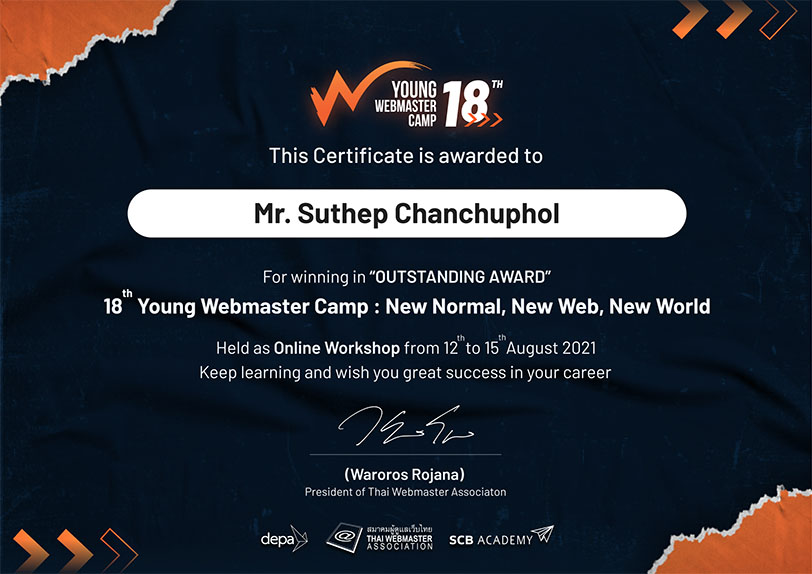 YOUNG
WEBMASTER
CAMP
18TH
This Certificate is awarded to
Mr. Suthep Chanchuphol
For winning in “OUTSTANDING AWARD”
18th Young Webmaster Camp : New Normal, New Web, New World
Held as Online Workshop from 12th to 15th August 2021
Keep learning and wish you great success in your career
(Waroros Rojana)
President of Thai Webmaster Associaton
depa
@
สมาคมผู้ดูแลเว็บไทย
THAI WEBMASTER
ASSOCIATION
SCB ACADEMY